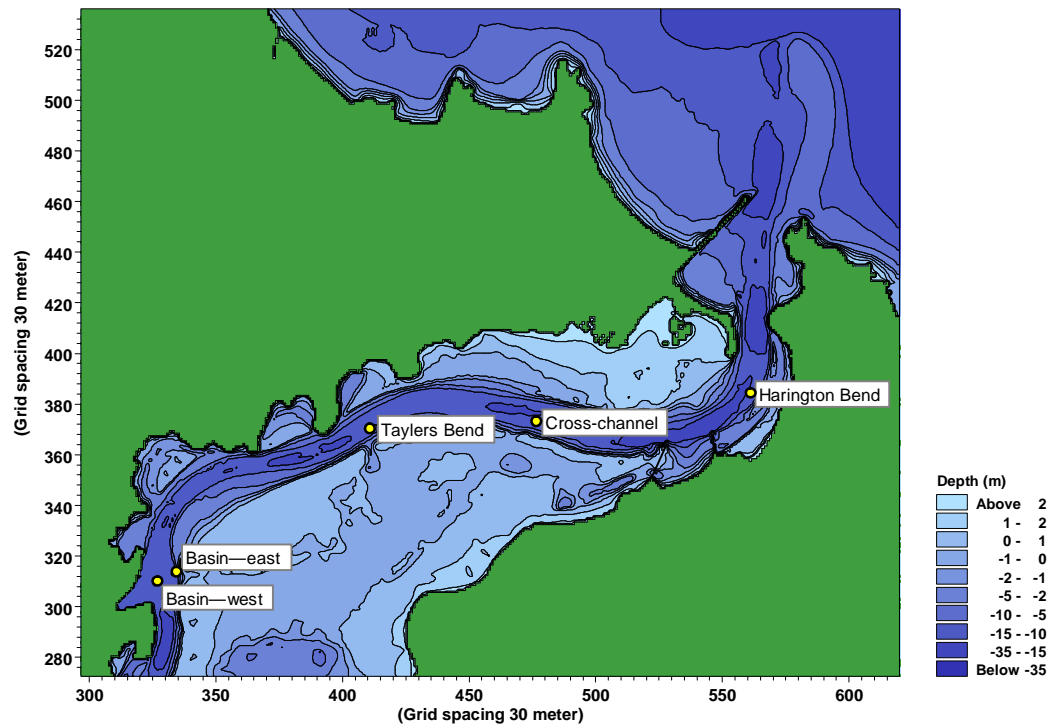 520
500
480
460
440
420
400
380
360
340
320
300
280
(Grid spacing 30 meter)
Harington Bend
Cross-channel
Taylers Bend
Basin—east
Basin—west
300 350 400 450 500 550 600
(Grid spacing 30 meter)
Depth (m)
Above 2
1 - 2
0 - 1
-1 - 0
-2 - -1
-5 - -2
-10 - -5
-15 - -10
-35 - -15
Below -35